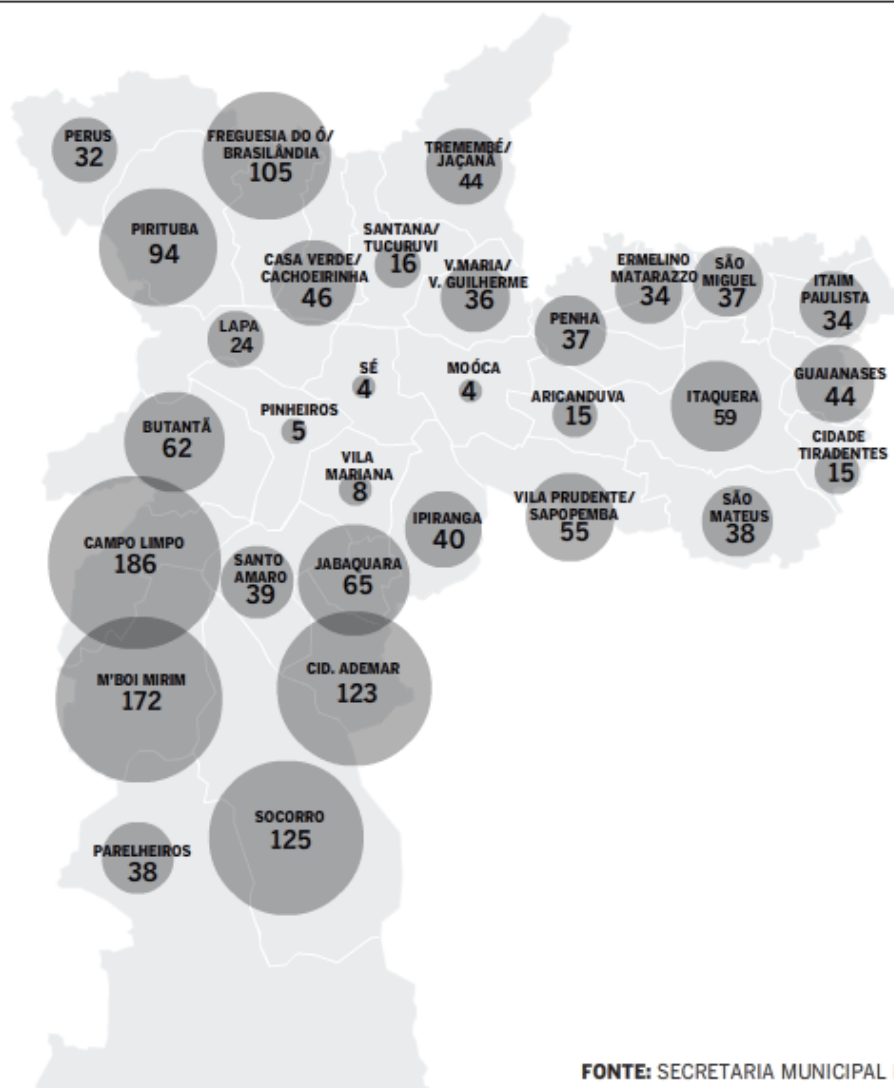 PERUS
32
FREGUESIA DO Ó/
BRASILÂNDIA
105
TREMEMBÉ/
JAÇANÃ
44
PIRITUBA
94
SANTANA/
TUCURUVI
16
CASA VERDE/
CACHOEIRINHA
46
V.MARIA/
V. GUILHERME
36
ERMELINO
MATARAZZO
34
SÃO
MIGUEL
37
ITAIM
PAULISTA
34
LAPA
24
PENHA
37
SÉ
4
MOÓCA
4
GUAIANASES
44
PINHEIROS
5
ARICANDUVA
15
ITAQUERA
59
BUTANTÃ
62
CIDADE
TIRADENTES
15
VILA
MARIANA
8
IPIRANGA
40
VILA PRUDENTE/
SAPOPEMBA
55
SÃO
MATEUS
38
CAMPO LIMPO
186
SANTO
AMARO
39
JABAQUARA
65
M'BOI MIRIM
172
CID. ADEMAR
123
SOCORRO
125
PARELHEIROS
38
FONTE: SECRETARIA MUNICIPAL